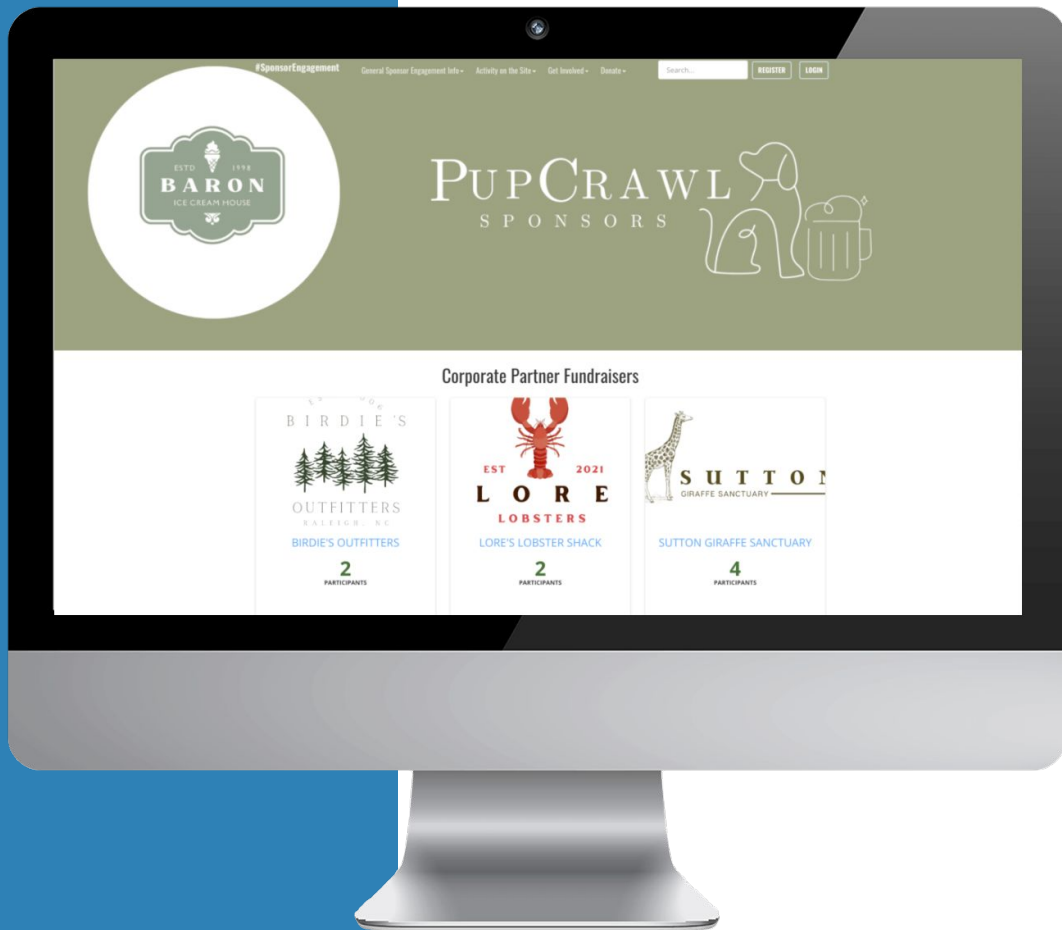 #SponsorEngagement General Sponsor Engagement Info Activity on the Site Get Involved Donate Search... REGISTER LOGIN
ESTD 1998
BARON
ICE CREAM HOUSE
PUPCRAWL
SPONSORS
Corporate Partner Fundraisers
BIRDIE'S
OUTFITTERS
RALEIGH, NC
BIRDIE'S OUTFITTERS
2
PARTICIPANTS
EST 2021
LORE
LOBSTERS
LORE'S LOBSTER SHACK
2
PARTICIPANTS
SUTTON
GIRAFFE SANCTUARY
SUTTON GIRAFFE SANCTUARY
4
PARTICIPANTS